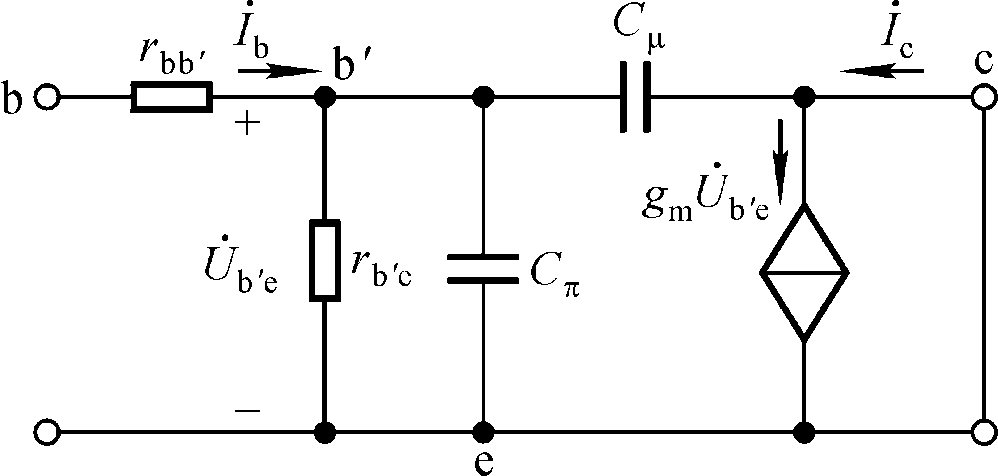 b
r_bb′
İ_b
b′
C_μ
İ_c
c
+
g_m U̇_b′e
U̇_b′e
r_b′c
C_π
−
e